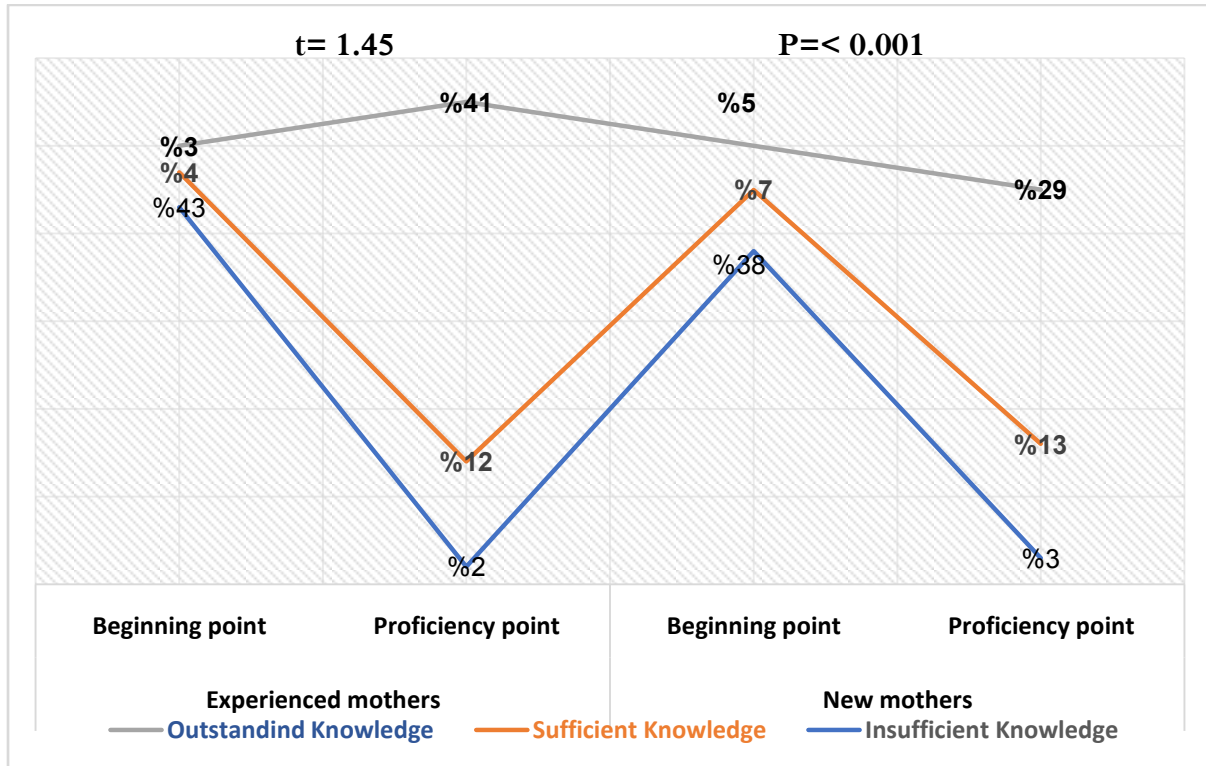 t= 1.45 P=< 0.001
%41 %5
%3
%4 %7 %29
%43
%38
%12 %13
%2 %3
Beginning point Proficiency point Beginning point Proficiency point
Experienced mothers New mothers
Outstandind Knowledge Sufficient Knowledge Insufficient Knowledge